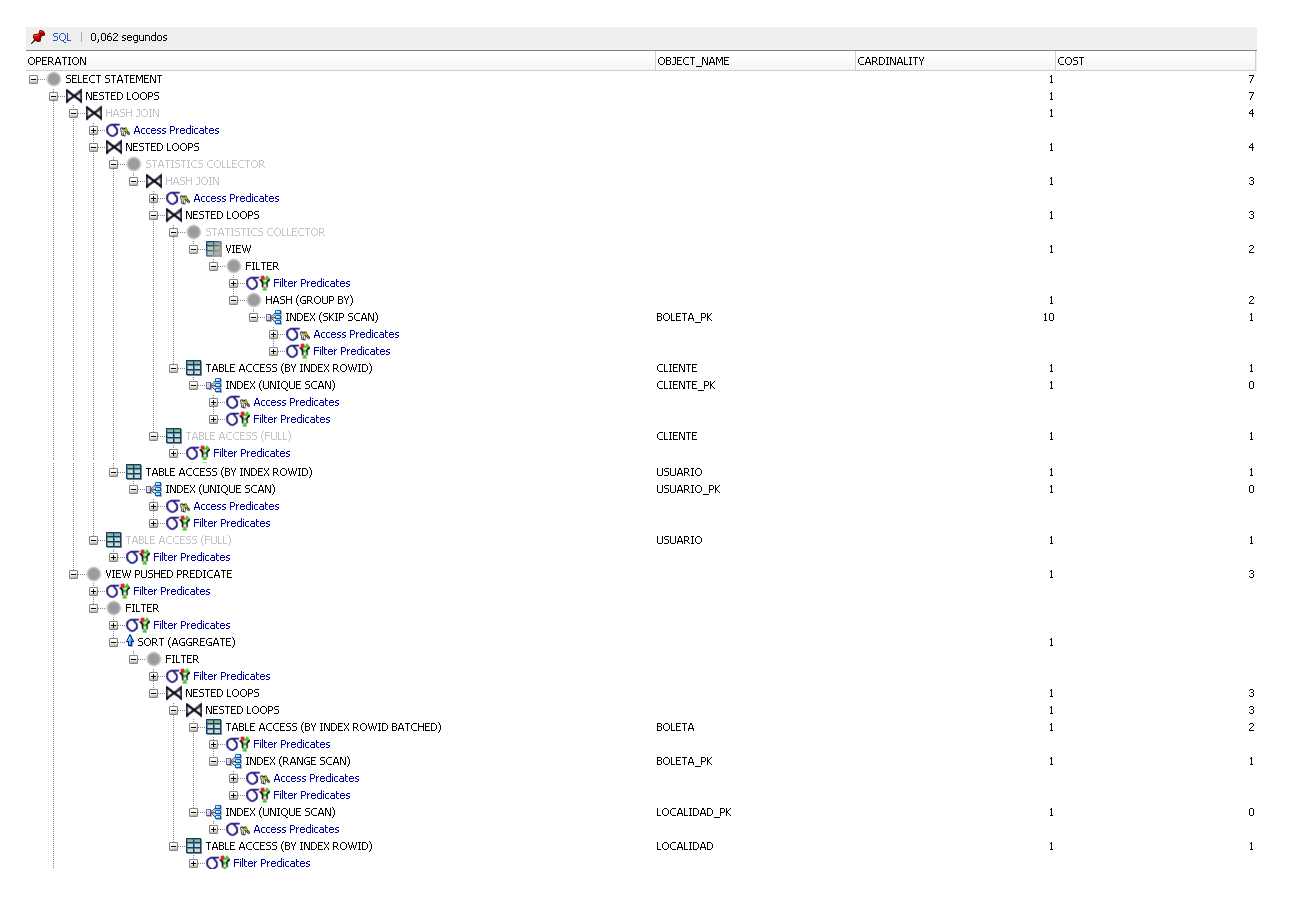 SQL | 0,062 segundos
OPERATION OBJECT_NAME CARDINALITY COST
SELECT STATEMENT 1 7
NESTED LOOPS 1 7
HASH JOIN 1 4
Access Predicates
NESTED LOOPS 1 4
STATISTICS COLLECTOR
HASH JOIN 1 3
Access Predicates
NESTED LOOPS 1 3
STATISTICS COLLECTOR
VIEW 1 2
FILTER
Filter Predicates
HASH (GROUP BY) 1 2
INDEX (SKIP SCAN) BOLETA_PK 10 1
Access Predicates
Filter Predicates
TABLE ACCESS (BY INDEX ROWID) CLIENTE 1 1
INDEX (UNIQUE SCAN) CLIENTE_PK 1 0
Access Predicates
Filter Predicates
TABLE ACCESS (FULL) CLIENTE 1 1
Filter Predicates
TABLE ACCESS (BY INDEX ROWID) USUARIO 1 1
INDEX (UNIQUE SCAN) USUARIO_PK 1 0
Access Predicates
Filter Predicates
TABLE ACCESS (FULL) USUARIO 1 1
Filter Predicates
VIEW PUSHED PREDICATE 1 3
Filter Predicates
FILTER
Filter Predicates
SORT (AGGREGATE) 1
FILTER
Filter Predicates
NESTED LOOPS 1 3
NESTED LOOPS 1 3
TABLE ACCESS (BY INDEX ROWID BATCHED) BOLETA 1 2
Filter Predicates
INDEX (RANGE SCAN) BOLETA_PK 1 1
Access Predicates
Filter Predicates
INDEX (UNIQUE SCAN) LOCALIDAD_PK 1 0
Access Predicates
TABLE ACCESS (BY INDEX ROWID) LOCALIDAD 1 1
Filter Predicates